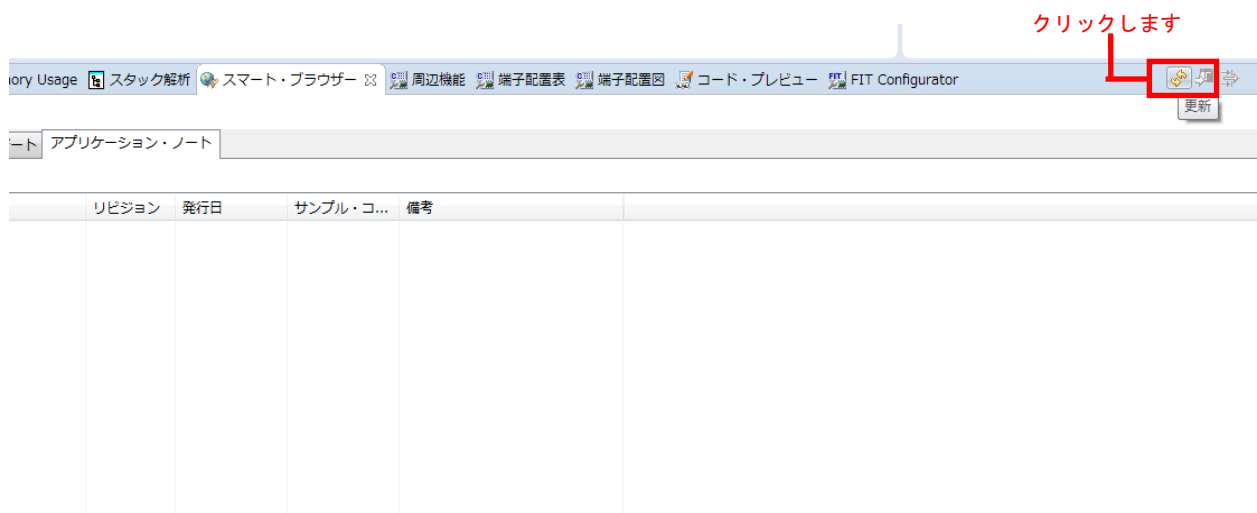 クリックします
ory Usage スタック解析 スマート・ブラウザー 周辺機能 端子配置表 端子配置図 コード・プレビュー FIT Configurator
更新
ート アプリケーション・ノート
リビジョン 発行日 サンプル・コ... 備考